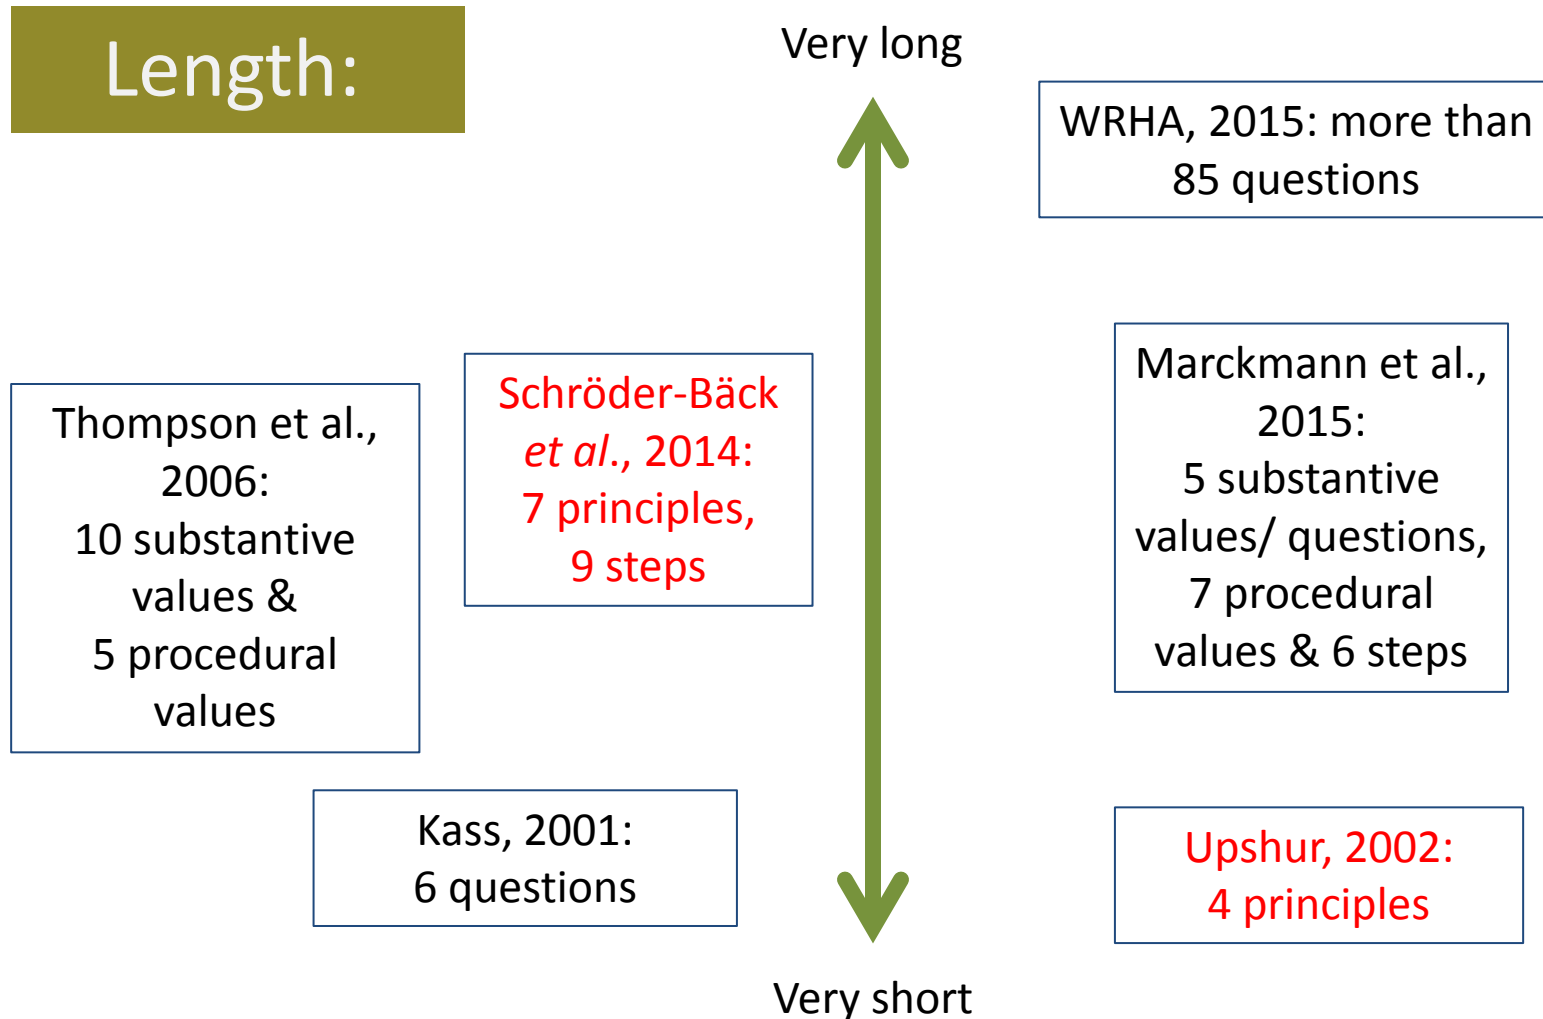 Length:
Very long
WRHA, 2015: more than
85 questions
Thompson et al.,
2006:
10 substantive
values &
5 procedural
values
Schröder-Bäck
et al., 2014:
7 principles,
9 steps
Marckmann et al.,
2015:
5 substantive
values/ questions,
7 procedural
values & 6 steps
Kass, 2001:
6 questions
Upshur, 2002:
4 principles
Very short